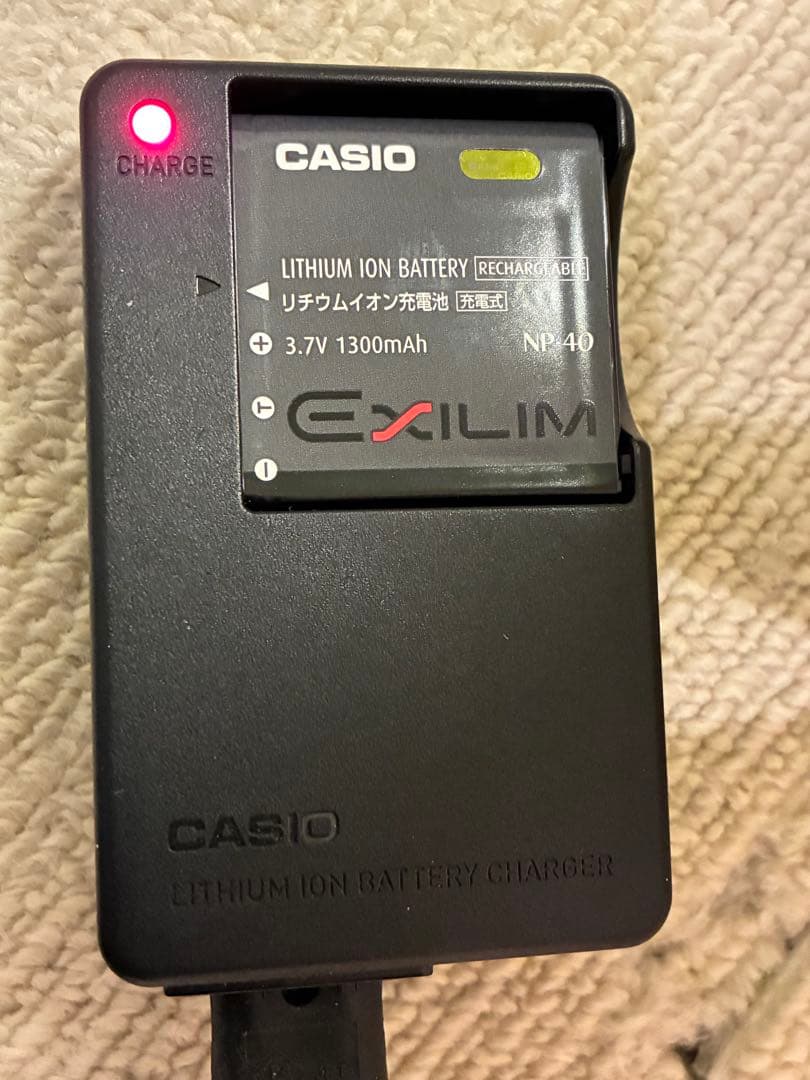 CHARGE
CASIO
LITHIUM ION BATTERY RECHARGEABLE
リチウムイオン充電池 充電式
3.7V 1300mAh NP-40
T
EXILIM
CASIO
LITHIUM ION BATTERY CHARGER